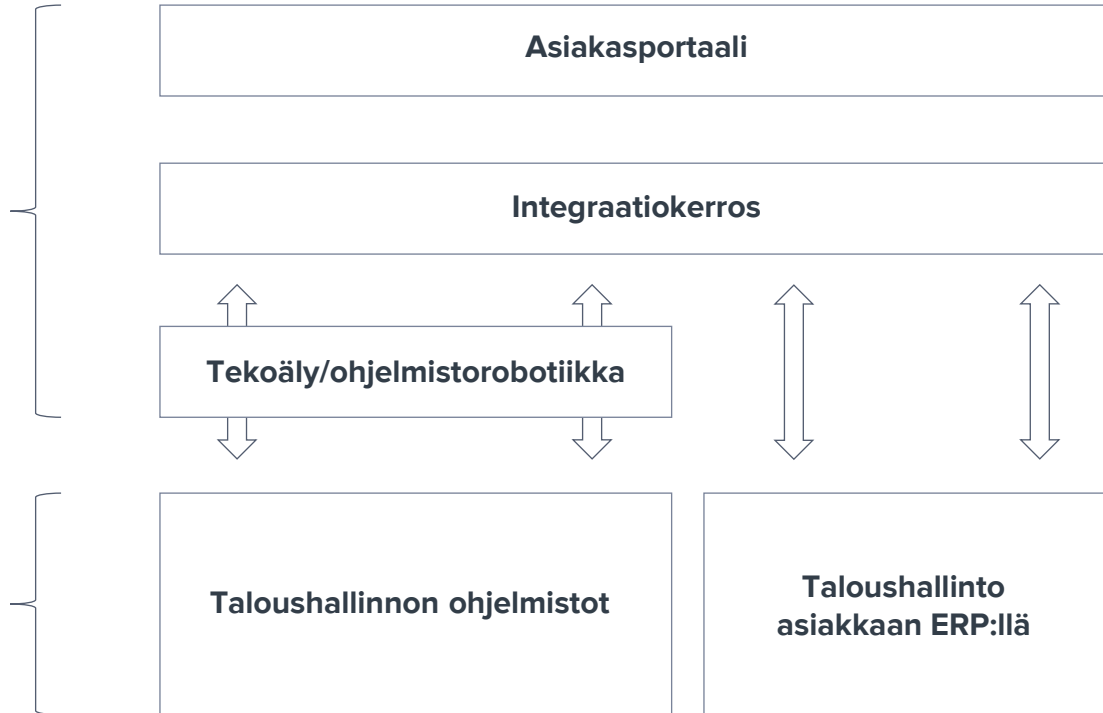 Asiakasportaali
Integraatiokerros
Tekoäly/ohjelmistorobotiikka
Taloushallinnon ohjelmistot
Taloushallinto
asiakkaan ERP:llä